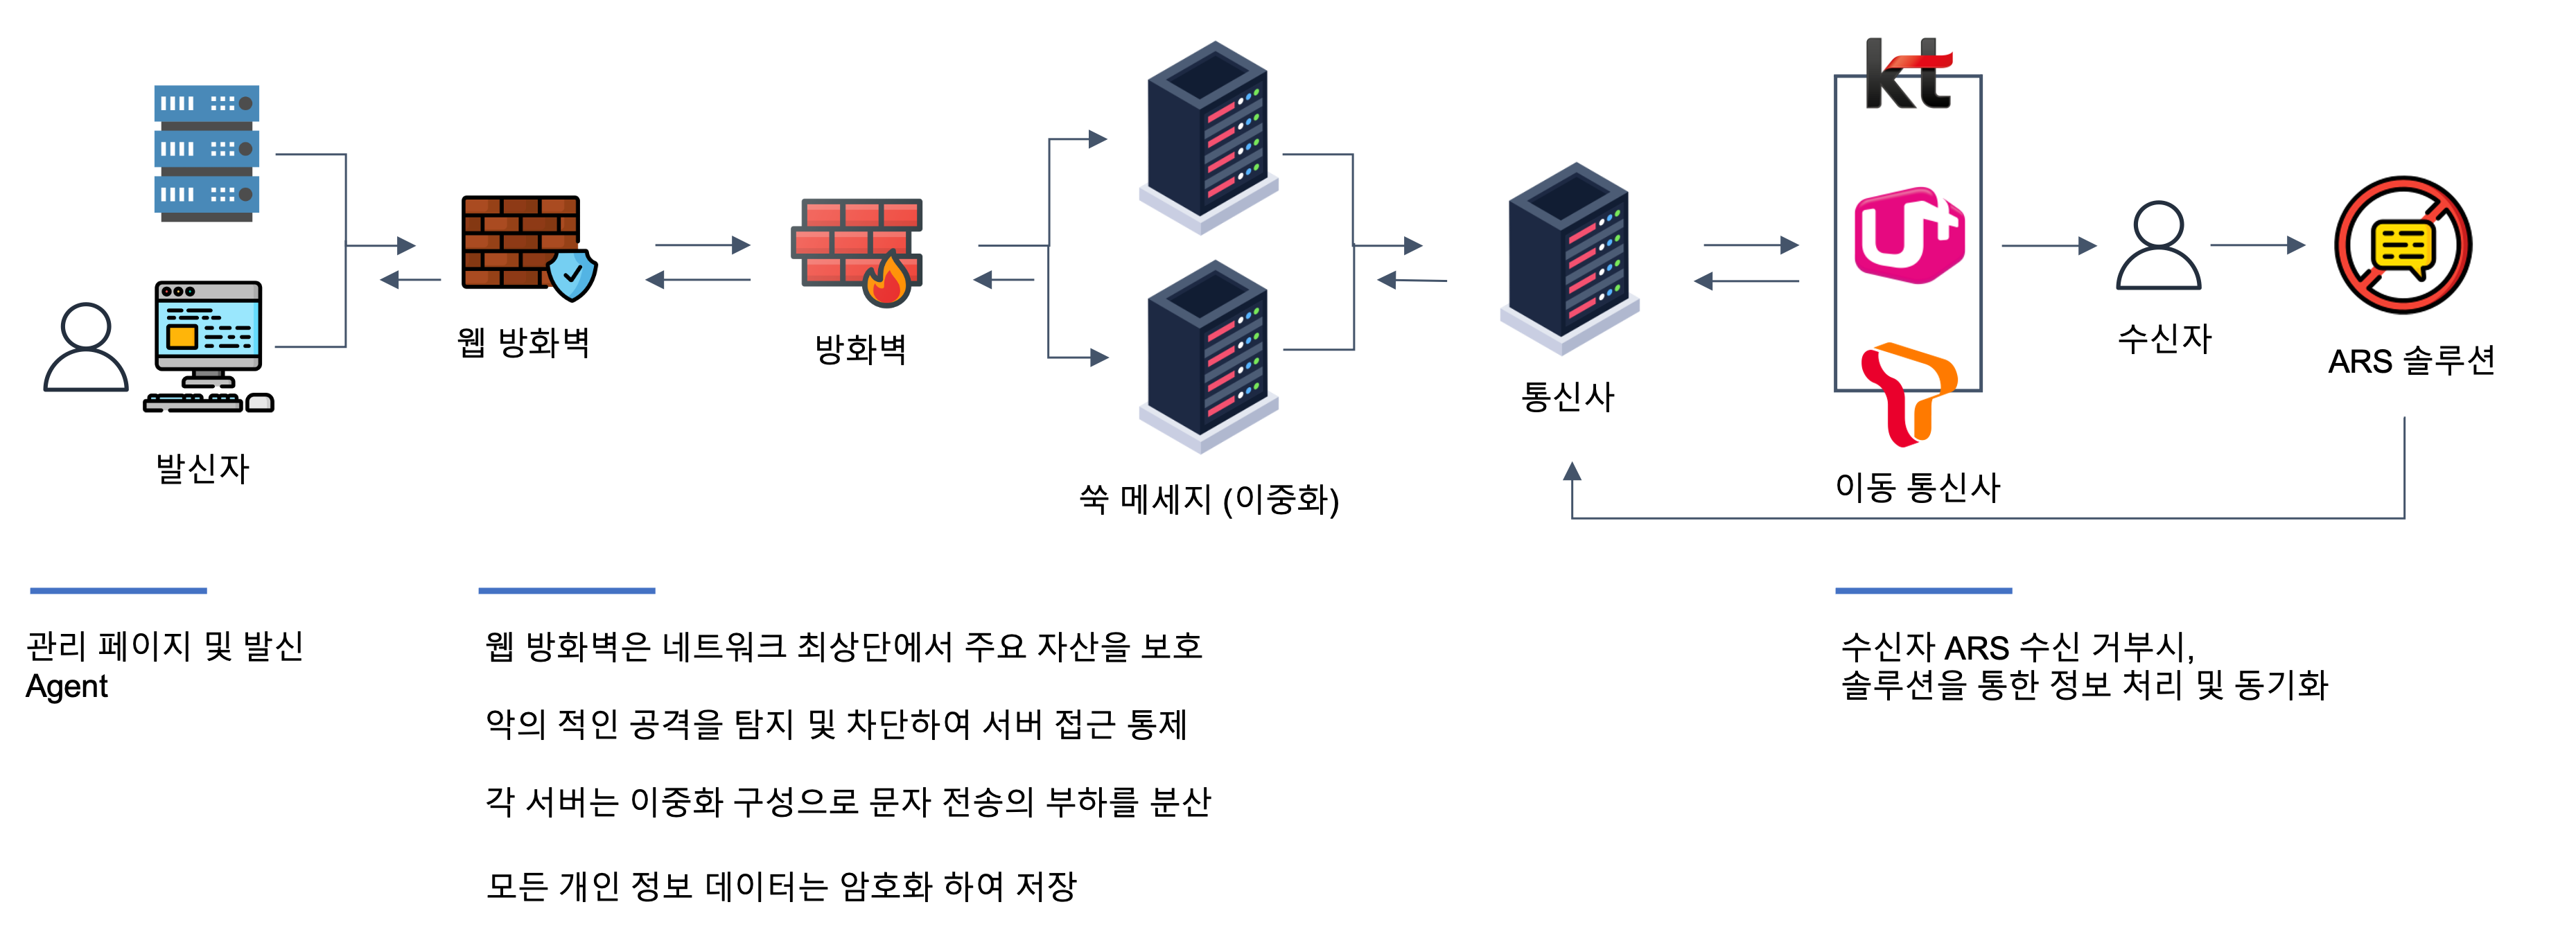 kt
U+
웹 방화벽
방화벽
수신자
ARS 솔루션
통신사
발신자
쑥 메세지 (이중화)
이동 통신사
관리 페이지 및 발신
Agent
웹 방화벽은 네트워크 최상단에서 주요 자산을 보호
악의 적인 공격을 탐지 및 차단하여 서버 접근 통제
각 서버는 이중화 구성으로 문자 전송의 부하를 분산
모든 개인 정보 데이터는 암호화 하여 저장
수신자 ARS 수신 거부시,
솔루션을 통한 정보 처리 및 동기화